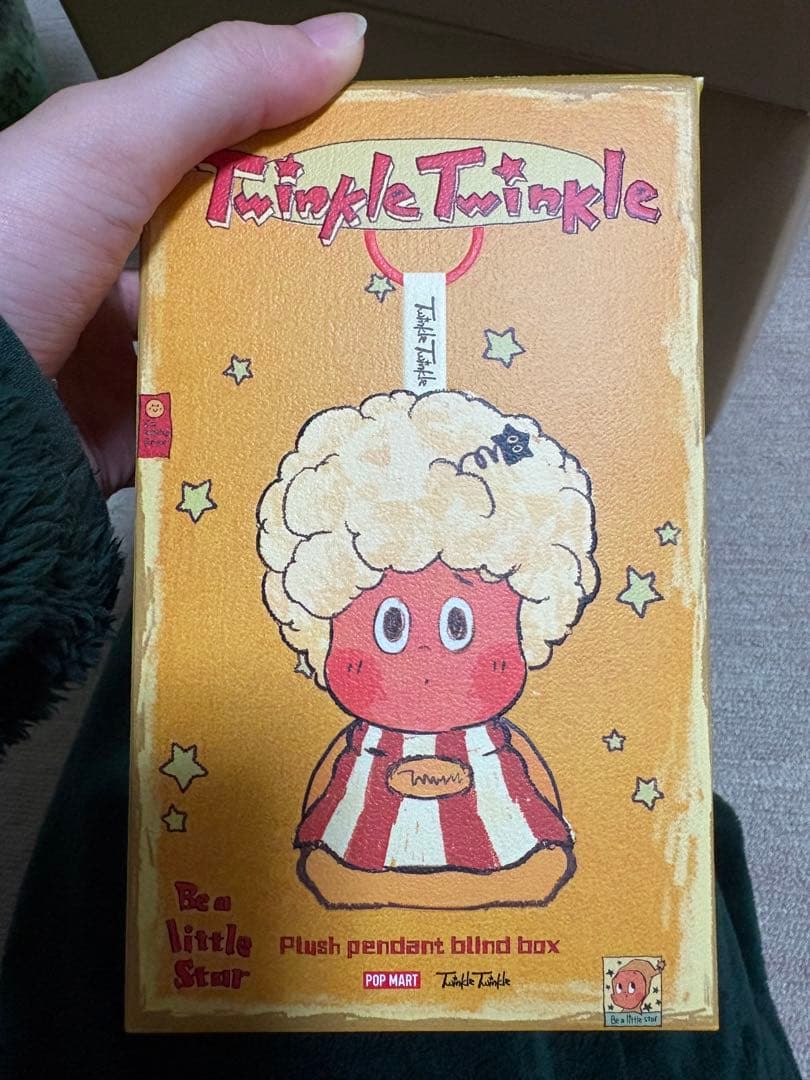 Twinkle Twinkle
Twinkle Twinkle
Be a
little
Star
Plush pendant blind box
POP MART
Twinkle Twinkle
Be a little star